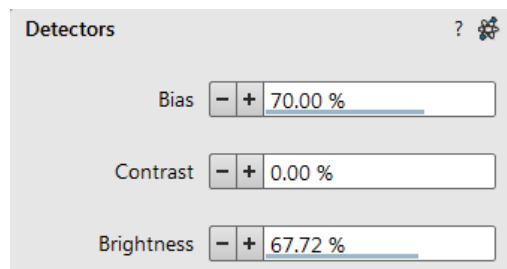 Detectors ?
Bias − + 70.00 %
Contrast − + 0.00 %
Brightness − + 67.72 %